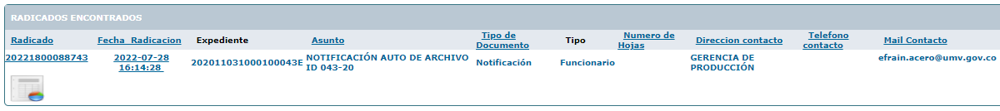 RADICADOS ENCONTRADOS
Radicado Fecha_Radicacion Expediente Asunto Tipo de Documento Tipo Numero de Hojas Direccion contacto Telefono contacto Mail Contacto
20221800088743 2022-07-28 16:14:28 202011031000100043E NOTIFICACIÓN AUTO DE ARCHIVO ID 043-20 Notificación Funcionario GERENCIA DE PRODUCCIÓN efrain.acero@umv.gov.co